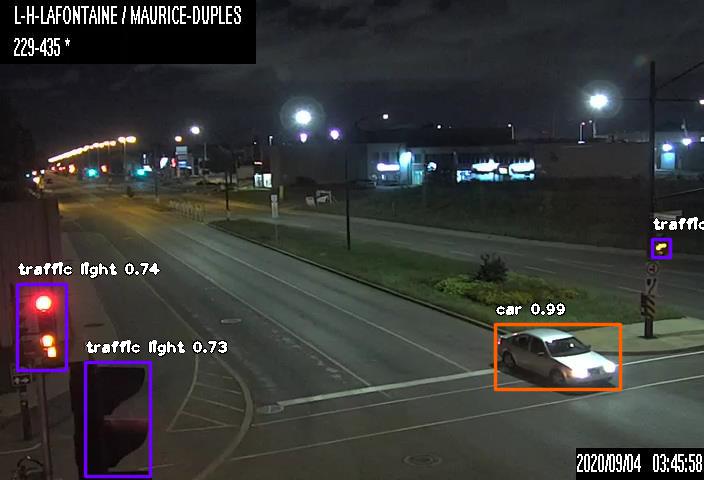 L-H-LAFONTAINE / MAURICE-DUPLES
229-435 *
traffic
traffic light 0.74
car 0.99
traffic light 0.73
2020/09/04 03:45:58